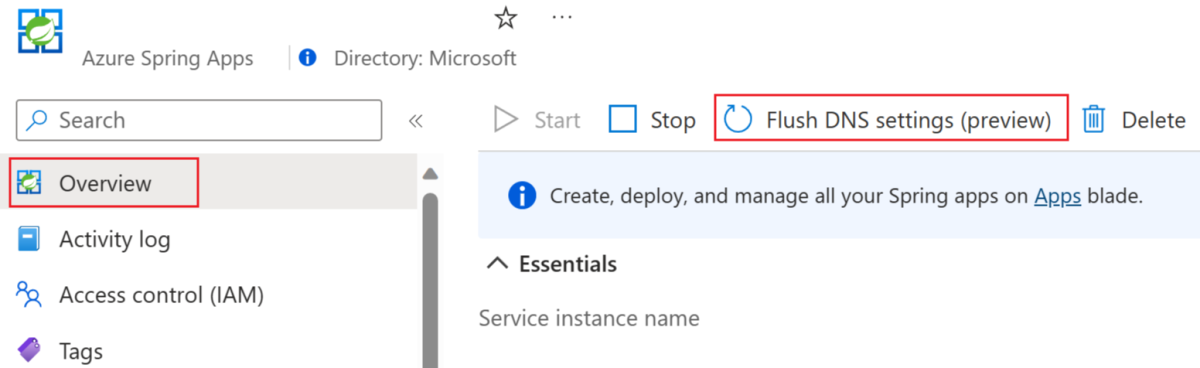 Azure Spring Apps
Directory: Microsoft
Search
«
Start
Stop
Flush DNS settings (preview)
Delete
Overview
Create, deploy, and manage all your Spring apps on Apps blade.
Activity log
Essentials
Access control (IAM)
Service instance name
Tags